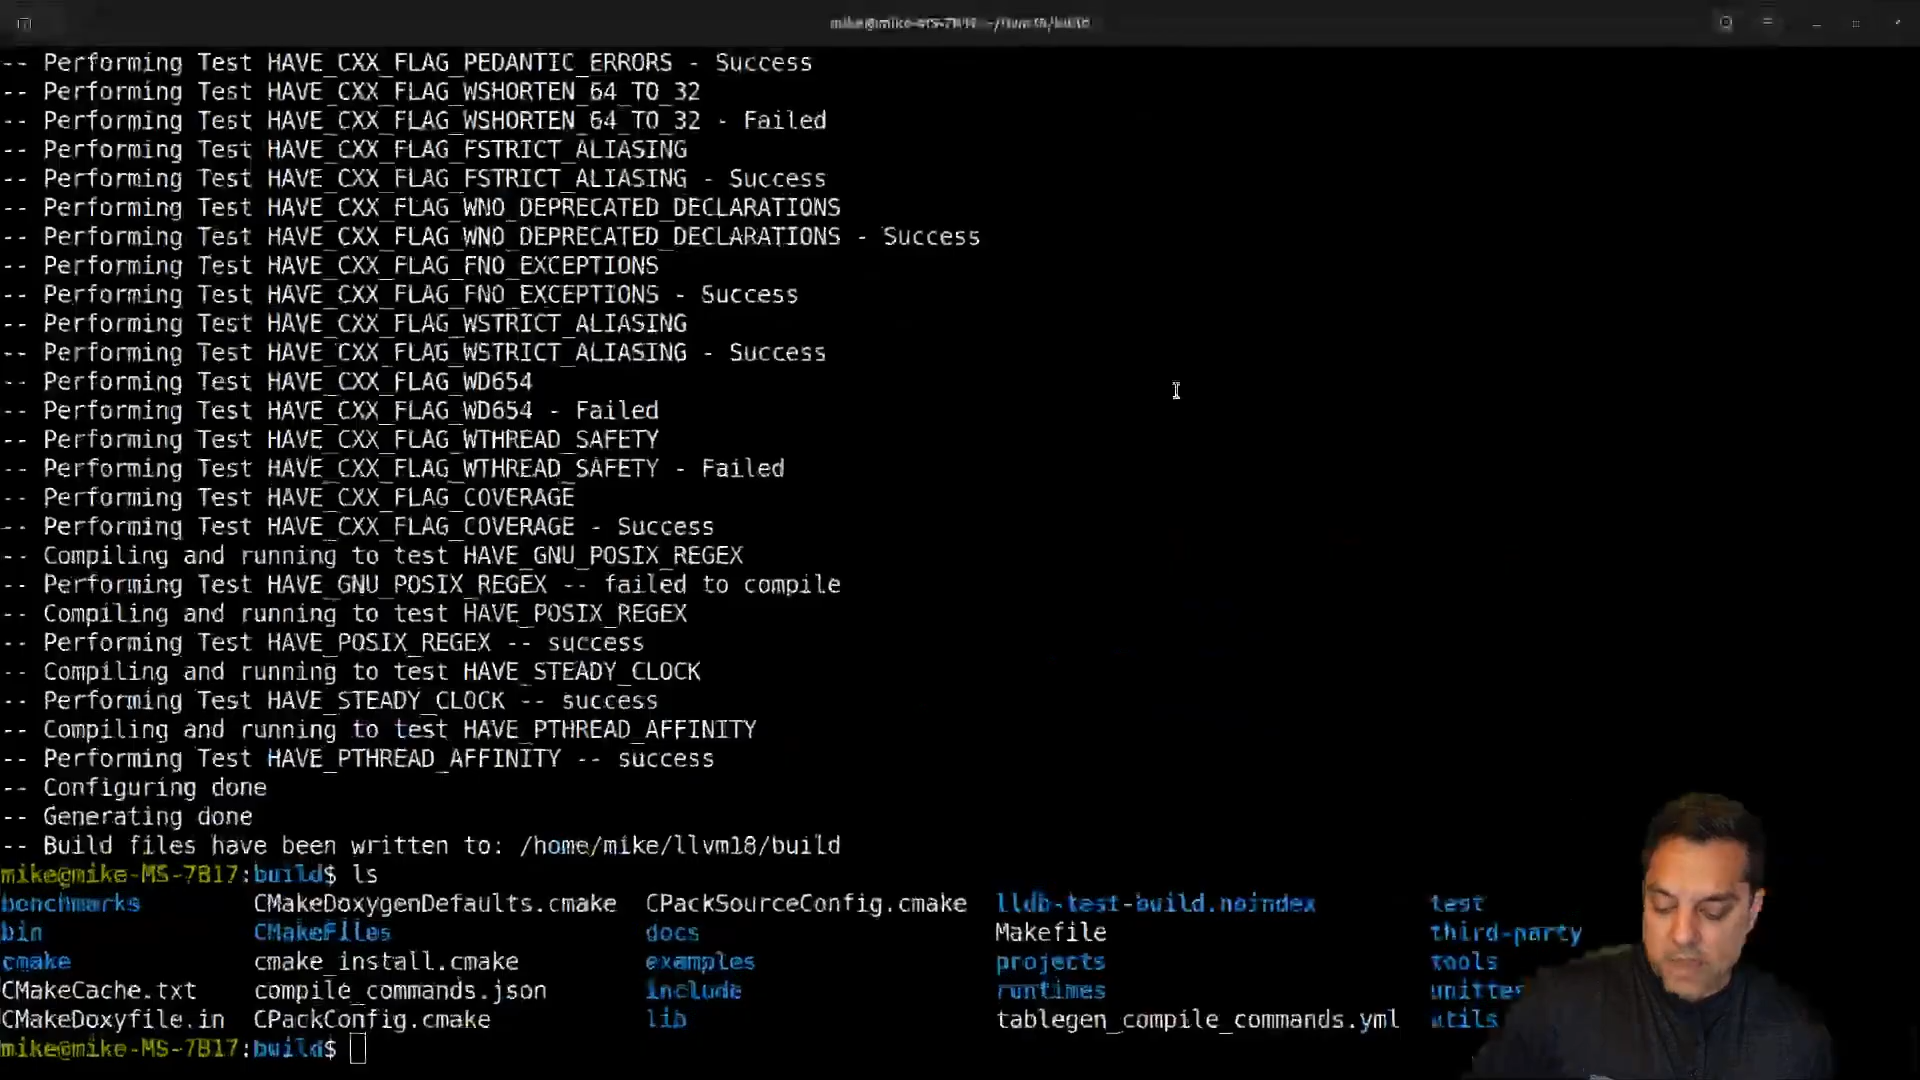 mike@mike-MS-7B17: ~/llvm18/build
-- Performing Test HAVE_CXX_FLAG_PEDANTIC_ERRORS - Success
-- Performing Test HAVE_CXX_FLAG_WSHORTEN_64_TO_32
-- Performing Test HAVE_CXX_FLAG_WSHORTEN_64_TO_32 - Failed
-- Performing Test HAVE_CXX_FLAG_FSTRICT_ALIASING
-- Performing Test HAVE_CXX_FLAG_FSTRICT_ALIASING - Success
-- Performing Test HAVE_CXX_FLAG_WNO_DEPRECATED_DECLARATIONS
-- Performing Test HAVE_CXX_FLAG_WNO_DEPRECATED_DECLARATIONS - Success
-- Performing Test HAVE_CXX_FLAG_FNO_EXCEPTIONS
-- Performing Test HAVE_CXX_FLAG_FNO_EXCEPTIONS - Success
-- Performing Test HAVE_CXX_FLAG_WSTRICT_ALIASING
-- Performing Test HAVE_CXX_FLAG_WSTRICT_ALIASING - Success
-- Performing Test HAVE_CXX_FLAG_WD654
-- Performing Test HAVE_CXX_FLAG_WD654 - Failed
-- Performing Test HAVE_CXX_FLAG_WTHREAD_SAFETY
-- Performing Test HAVE_CXX_FLAG_WTHREAD_SAFETY - Failed
-- Performing Test HAVE_CXX_FLAG_COVERAGE
-- Performing Test HAVE_CXX_FLAG_COVERAGE - Success
-- Compiling and running to test HAVE_GNU_POSIX_REGEX
-- Performing Test HAVE_GNU_POSIX_REGEX -- failed to compile
-- Compiling and running to test HAVE_POSIX_REGEX
-- Performing Test HAVE_POSIX_REGEX -- success
-- Compiling and running to test HAVE_STEADY_CLOCK
-- Performing Test HAVE_STEADY_CLOCK -- success
-- Compiling and running to test HAVE_PTHREAD_AFFINITY
-- Performing Test HAVE_PTHREAD_AFFINITY -- success
-- Configuring done
-- Generating done
-- Build files have been written to: /home/mike/llvm18/build
mike@mike-MS-7B17:build$ ls
benchmarks CMakeDoxygenDefaults.cmake CPackSourceConfig.cmake lldb-test-build.noindex test
bin CMakeFiles docs Makefile third-party
cmake cmake_install.cmake examples projects tools
CMakeCache.txt compile_commands.json include runtimes unittes
CMakeDoxyfile.in CPackConfig.cmake lib tablegen_compile_commands.yml utils
mike@mike-MS-7B17:build$